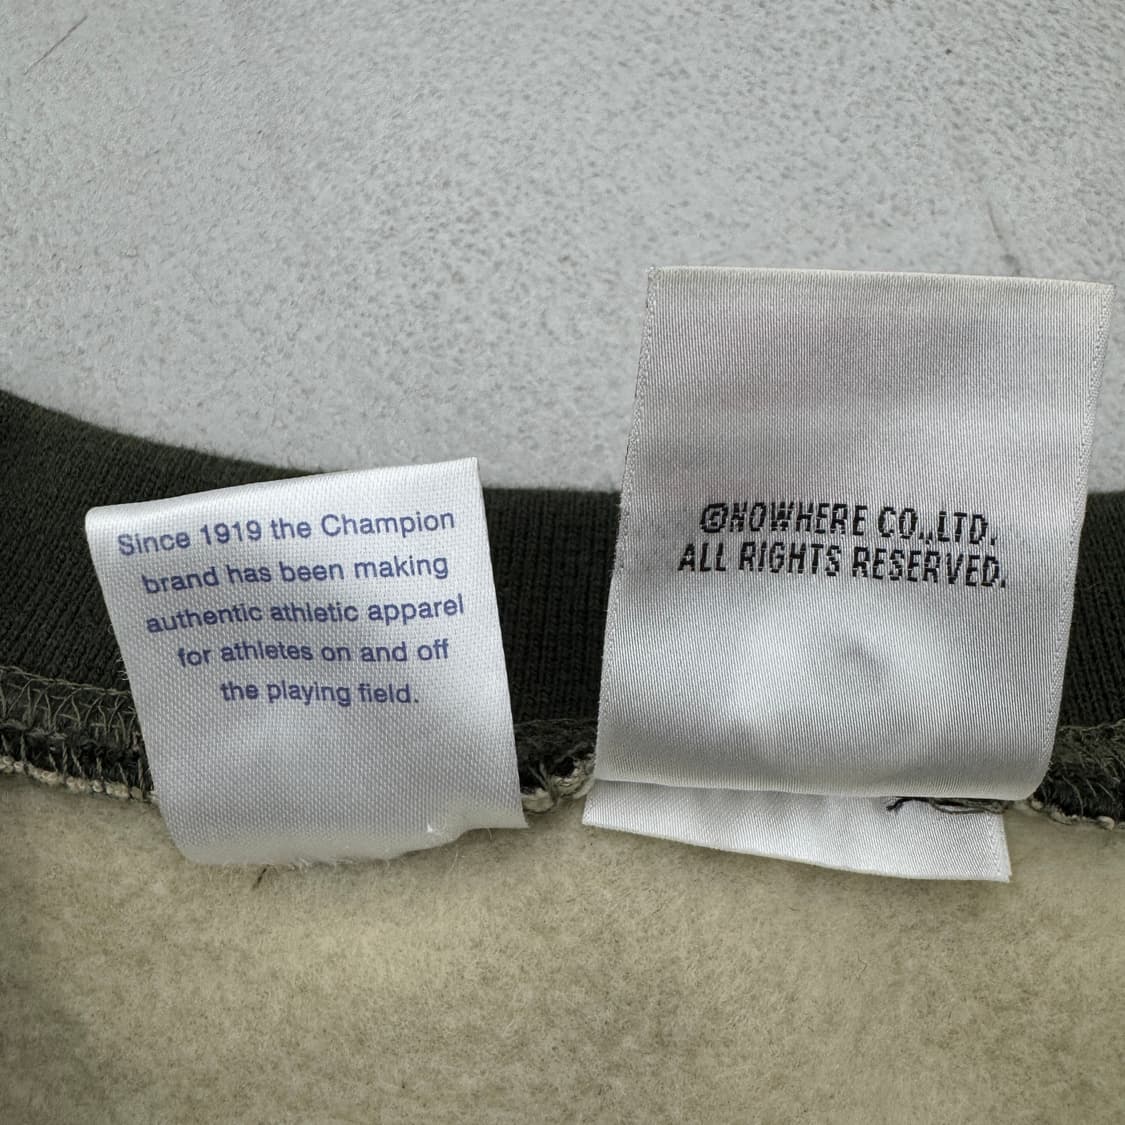 Since 1919 the Champion
brand has been making
authentic athletic apparel
for athletes on and off
the playing field.
©NOWHERE CO.,LTD.
ALL RIGHTS RESERVED.